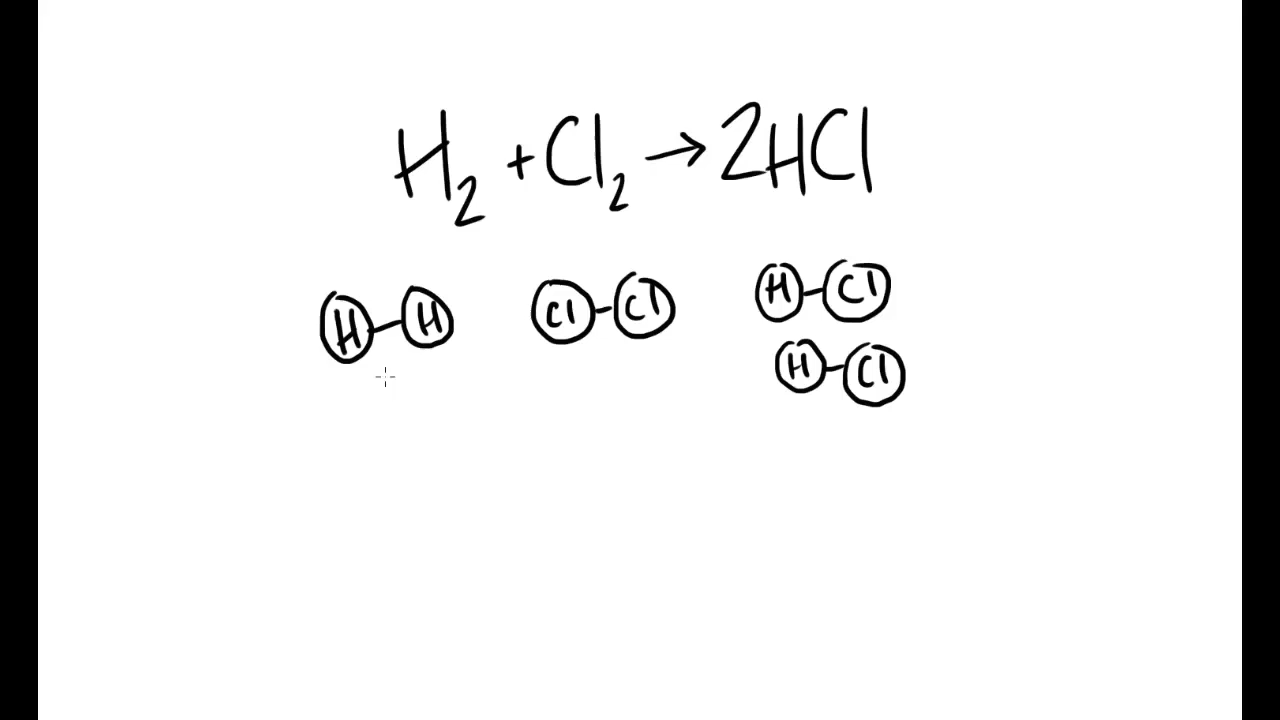 H₂ + Cl₂ → 2HCl
H-H Cl-Cl H-Cl
H-Cl